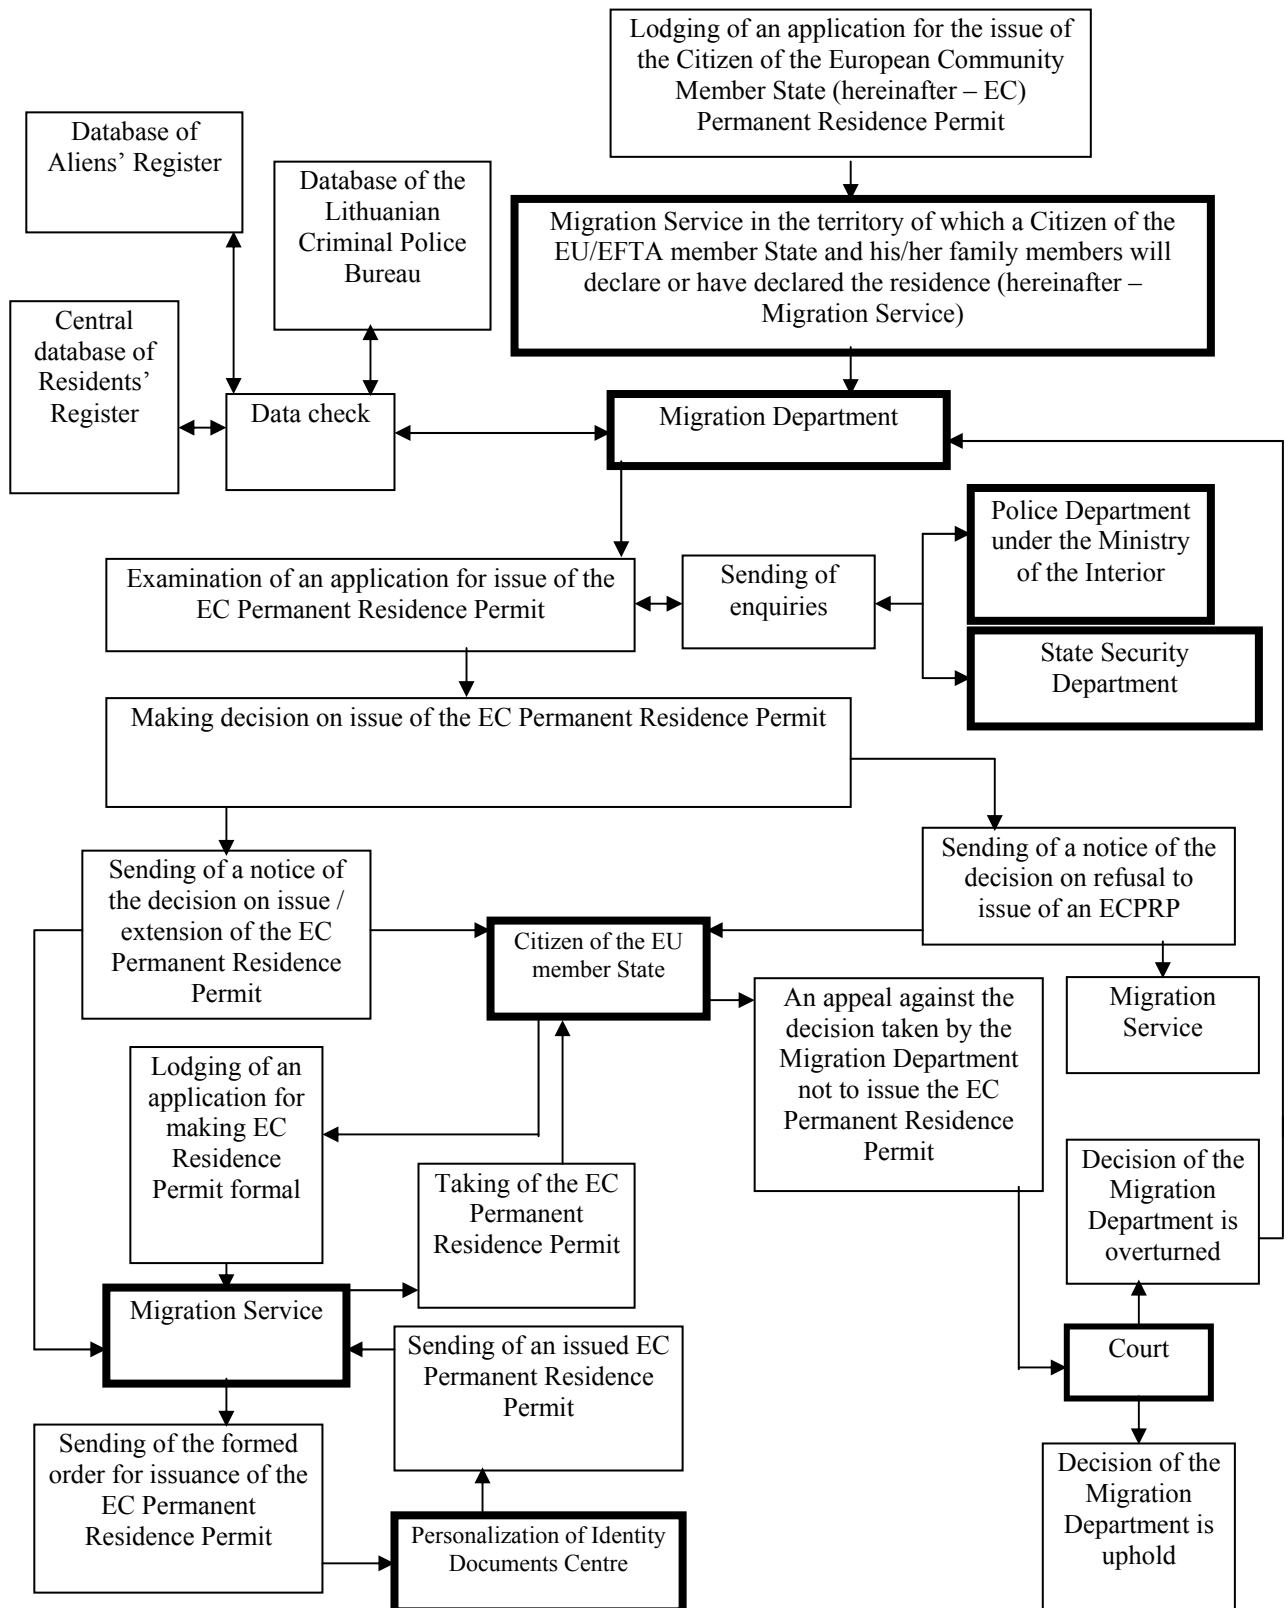 Lodging of an application for the issue of
the Citizen of the European Community
Member State (hereinafter – EC)
Permanent Residence Permit
Database of
Aliens’ Register
Database of the
Lithuanian
Criminal Police
Bureau
Migration Service in the territory of which a Citizen of the
EU/EFTA member State and his/her family members will
declare or have declared the residence (hereinafter –
Migration Service)
Central
database of
Residents’
Register
Data check
Migration Department
Police Department
under the Ministry
of the Interior
Examination of an application for issue of the
EC Permanent Residence Permit
Sending of
enquiries
State Security
Department
Making decision on issue of the EC Permanent Residence Permit
Sending of a notice of
the decision on issue /
extension of the EC
Permanent Residence
Permit
Sending of a notice of the
decision on refusal to
issue of an ECPRP
Citizen of the EU
member State
An appeal against the
decision taken by the
Migration Department
not to issue the EC
Permanent Residence
Permit
Migration
Service
Lodging of an
application for
making EC
Residence
Permit formal
Taking of the EC
Permanent
Residence Permit
Decision of the
Migration
Department is
overturned
Migration Service
Sending of an issued EC
Permanent Residence
Permit
Court
Sending of the formed
order for issuance of the
EC Permanent
Residence Permit
Personalization of Identity
Documents Centre
Decision of the
Migration
Department is
uphold